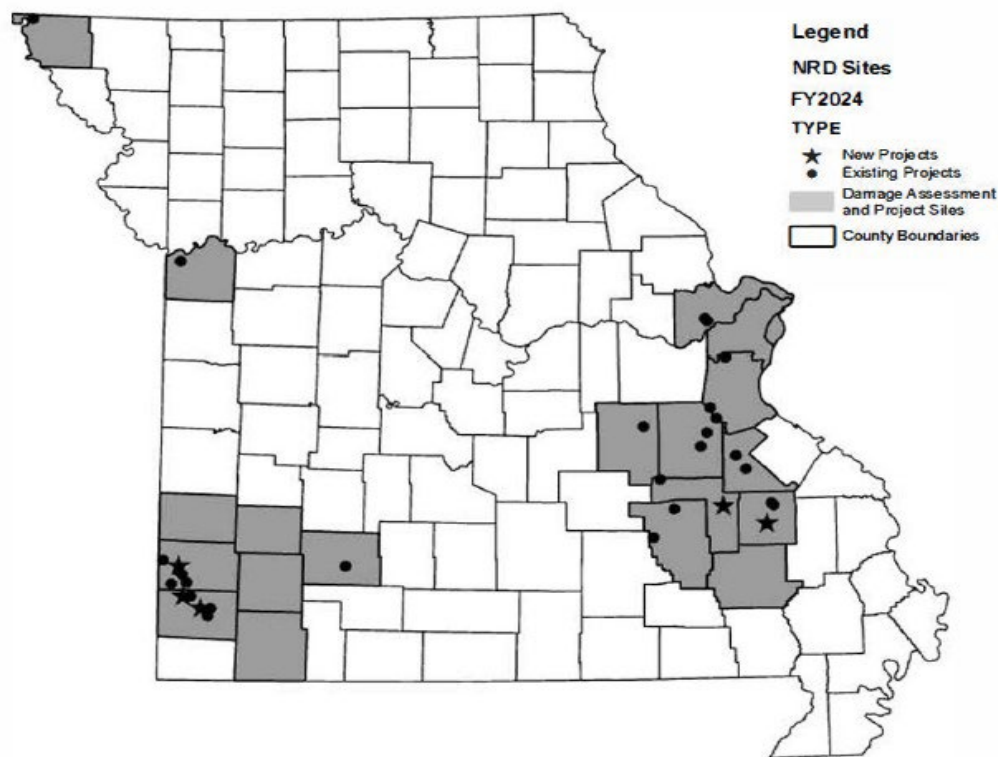 Legend
NRD Sites
FY2024
TYPE
New Projects
Existing Projects
Damage Assessment
and Project Sites
County Boundaries